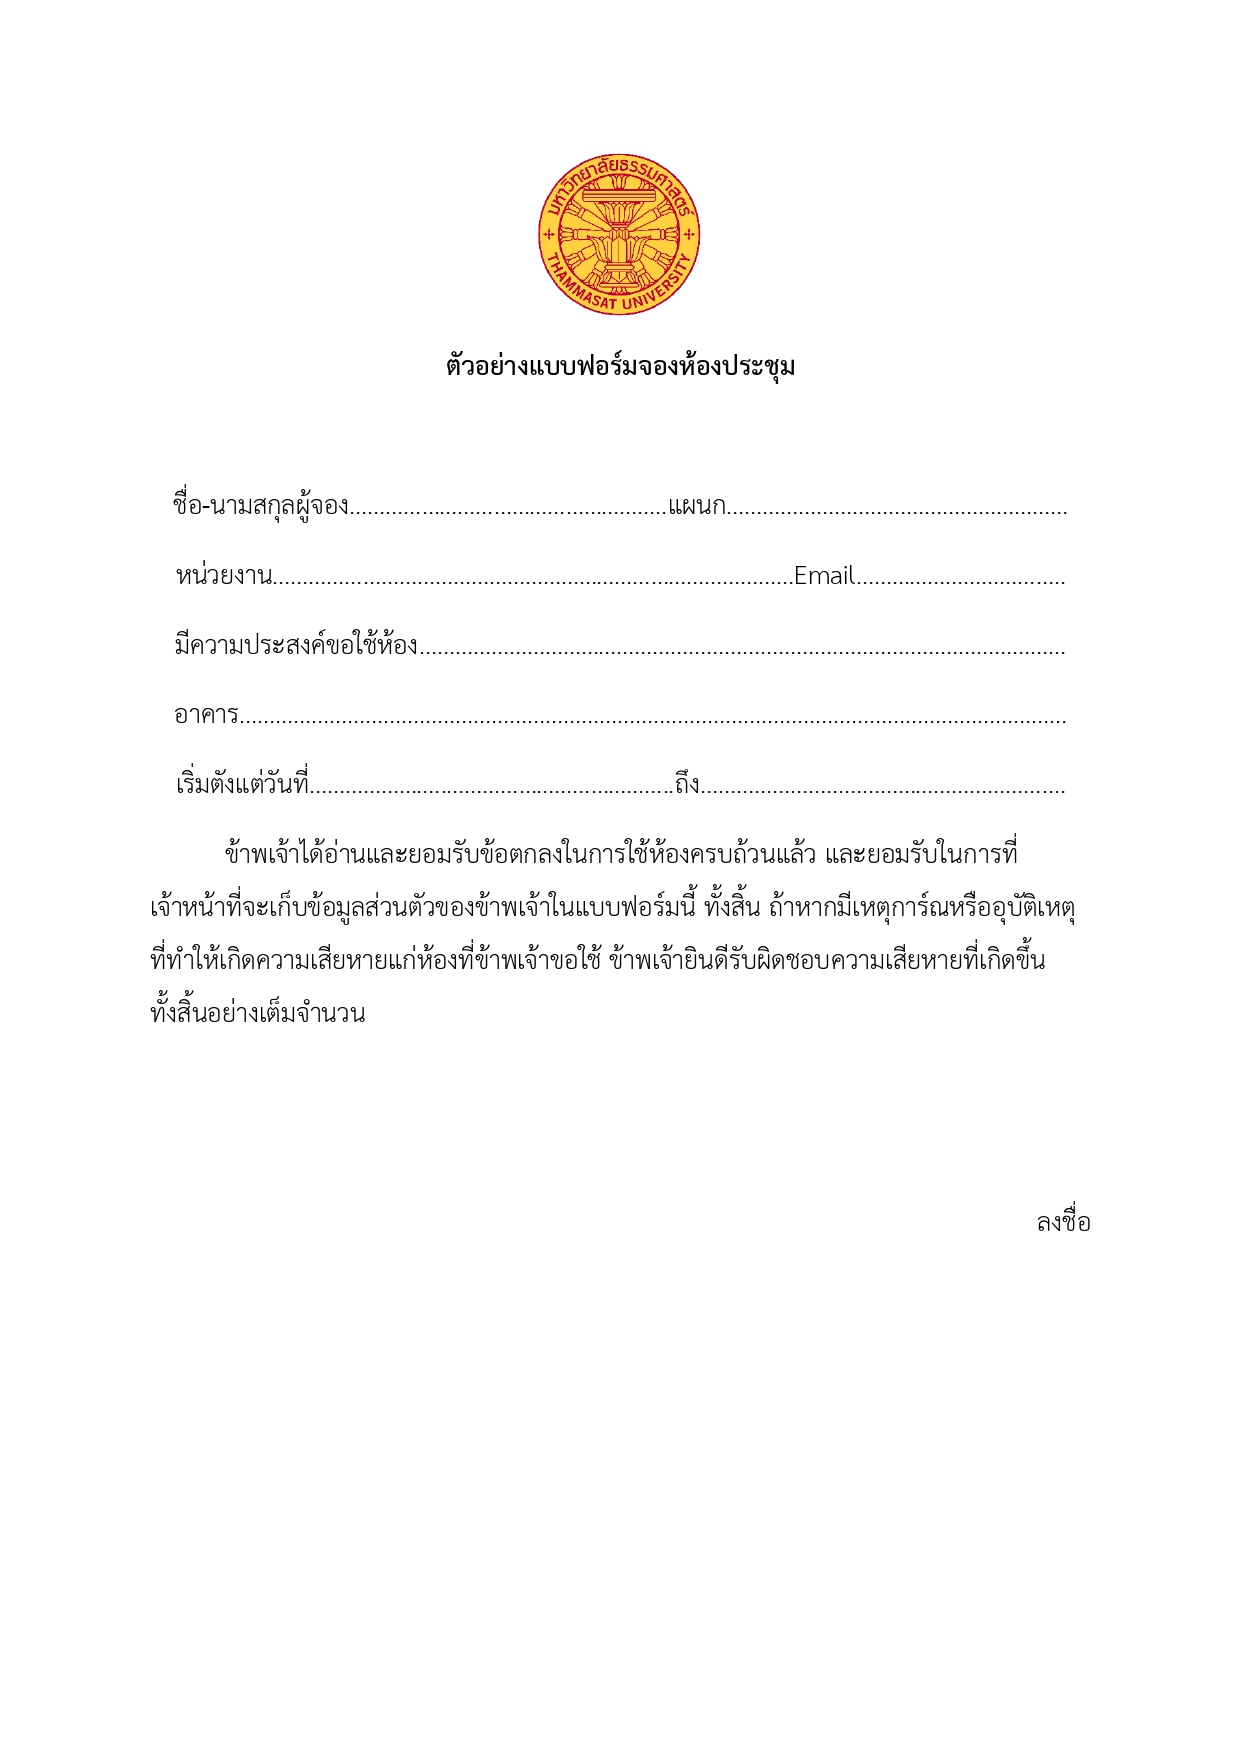 มหาวิทยาลัยธรรมศาสตร์
THAMMASAT UNIVERSITY
ตัวอย่างแบบฟอร์มจองห้องประชุม
ชื่อ-นามสกุลผู้จอง.....................................................แผนก.........................................................
หน่วยงาน.......................................................................................Email...................................
มีความประสงค์ขอใช้ห้อง............................................................................................................
อาคาร..........................................................................................................................................
เริ่มตังแต่วันที่.............................................................ถึง.............................................................
ข้าพเจ้าได้อ่านและยอมรับข้อตกลงในการใช้ห้องครบถ้วนแล้ว และยอมรับในการที่
เจ้าหน้าที่จะเก็บข้อมูลส่วนตัวของข้าพเจ้าในแบบฟอร์มนี้ ทั้งสิ้น ถ้าหากมีเหตุการ์ณหรืออุบัติเหตุ
ที่ทำให้เกิดความเสียหายแก่ห้องที่ข้าพเจ้าขอใช้ ข้าพเจ้ายินดีรับผิดชอบความเสียหายที่เกิดขึ้น
ทั้งสิ้นอย่างเต็มจำนวน
ลงชื่อ